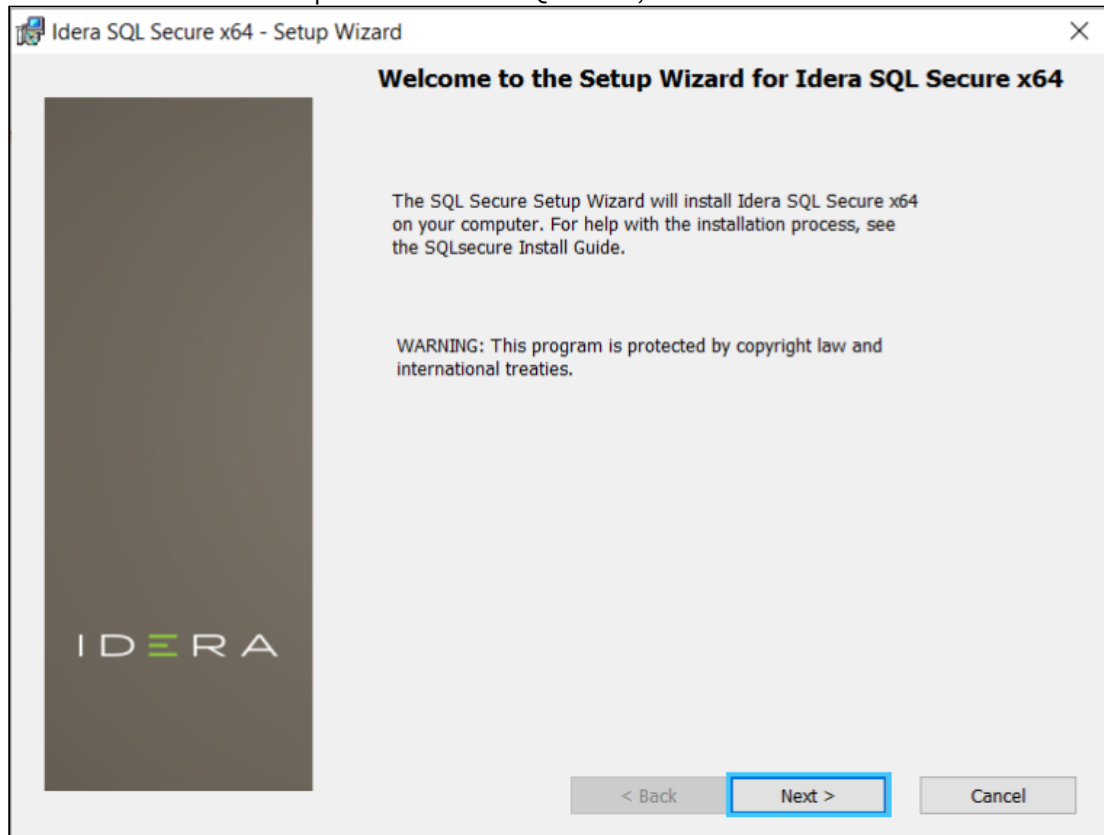 Idera SQL Secure x64 - Setup Wizard
Welcome to the Setup Wizard for Idera SQL Secure x64
The SQL Secure Setup Wizard will install Idera SQL Secure x64
on your computer. For help with the installation process, see
the SQLsecure Install Guide.
WARNING: This program is protected by copyright law and
international treaties.
IDERA
< Back
Next >
Cancel